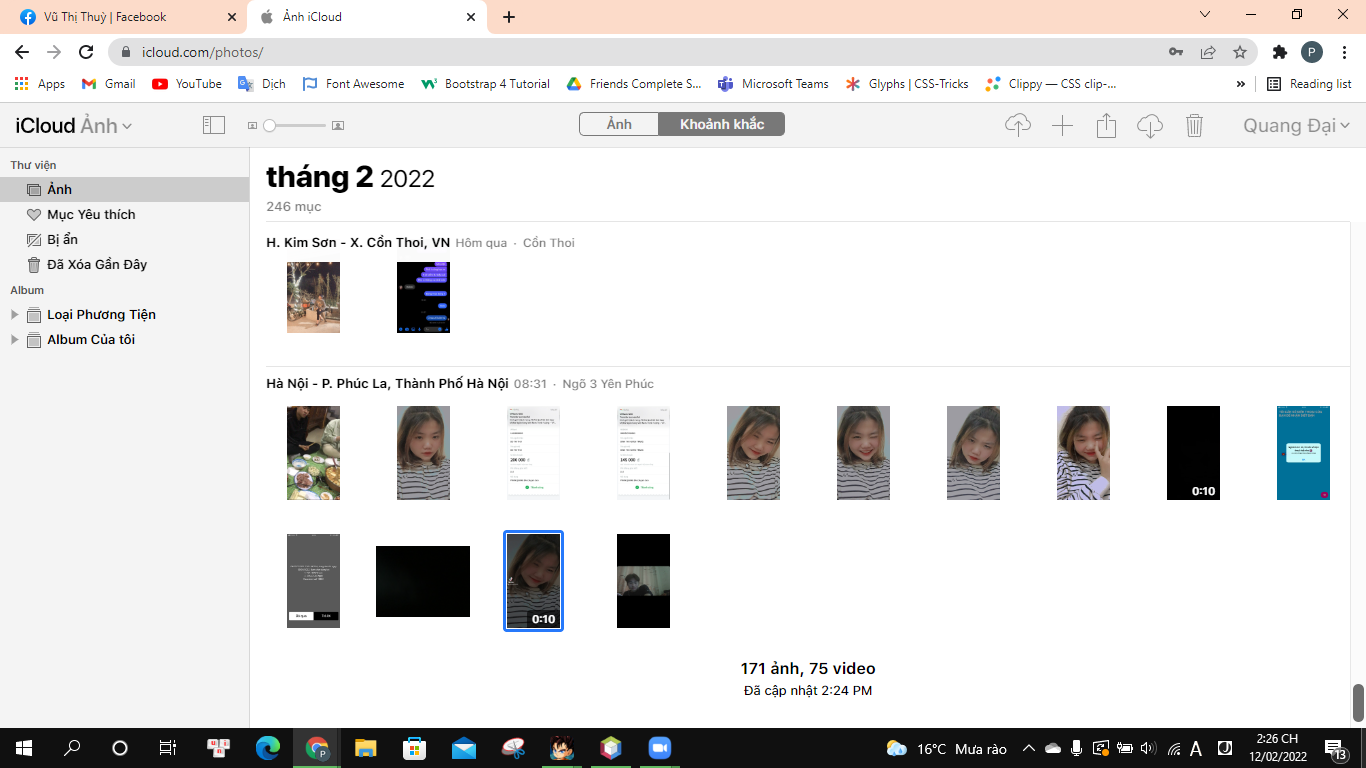 Vũ Thị Thuỷ | Facebook
Ảnh iCloud
icloud.com/photos/
P
Apps
Gmail
YouTube
Dịch
Font Awesome
Bootstrap 4 Tutorial
Friends Complete S...
Microsoft Teams
Glyphs | CSS-Tricks
Clippy — CSS clip-...
»
Reading list
iCloud Ảnh
Ảnh
Khoảnh khắc
Quang Đại
Thư viện
Ảnh
Mục Yêu thích
Bị ẩn
Đã Xóa Gần Đây
Album
Loại Phương Tiện
Album Của tôi
tháng 2 2022
246 mục
H. Kim Sơn - X. Cồn Thoi, VN Hôm qua · Cồn Thoi
Hà Nội - P. Phúc La, Thành Phố Hà Nội 08:31 · Ngõ 3 Yên Phúc
0:10
0:10
171 ảnh, 75 video
Đã cập nhật 2:24 PM
16°C Mưa rào
A
2:26 CH
12/02/2022
13